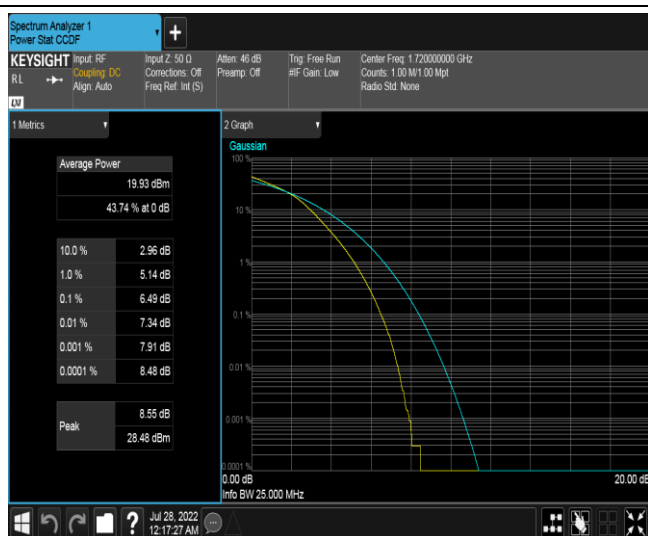 Spectrum Analyzer 1
Power Stat CCDF
+
KEYSIGHT Input: RF Input Z: 50 Ω Atten: 46 dB Trig: Free Run Center Freq: 1.720000000 GHz
RL Coupling: DC Corrections: Off Preamp: Off #IF Gain: Low Counts: 1.00 M/1.00 Mpt
Align: Auto Freq Ref: Int (S) Radio Std: None
LXI
1 Metrics 2 Graph
Average Power
19.93 dBm
43.74 % at 0 dB
10.0 % 2.96 dB
1.0 % 5.14 dB
0.1 % 6.49 dB
0.01 % 7.34 dB
0.001 % 7.91 dB
0.0001 % 8.48 dB
Peak 8.55 dB
28.48 dBm
Gaussian
100 %
10 %
1 %
0.1 %
0.01 %
0.001 %
0.0001 %
0.00 dB 20.00 dB
Info BW 25.000 MHz
? Jul 28, 2022
12:17:27 AM